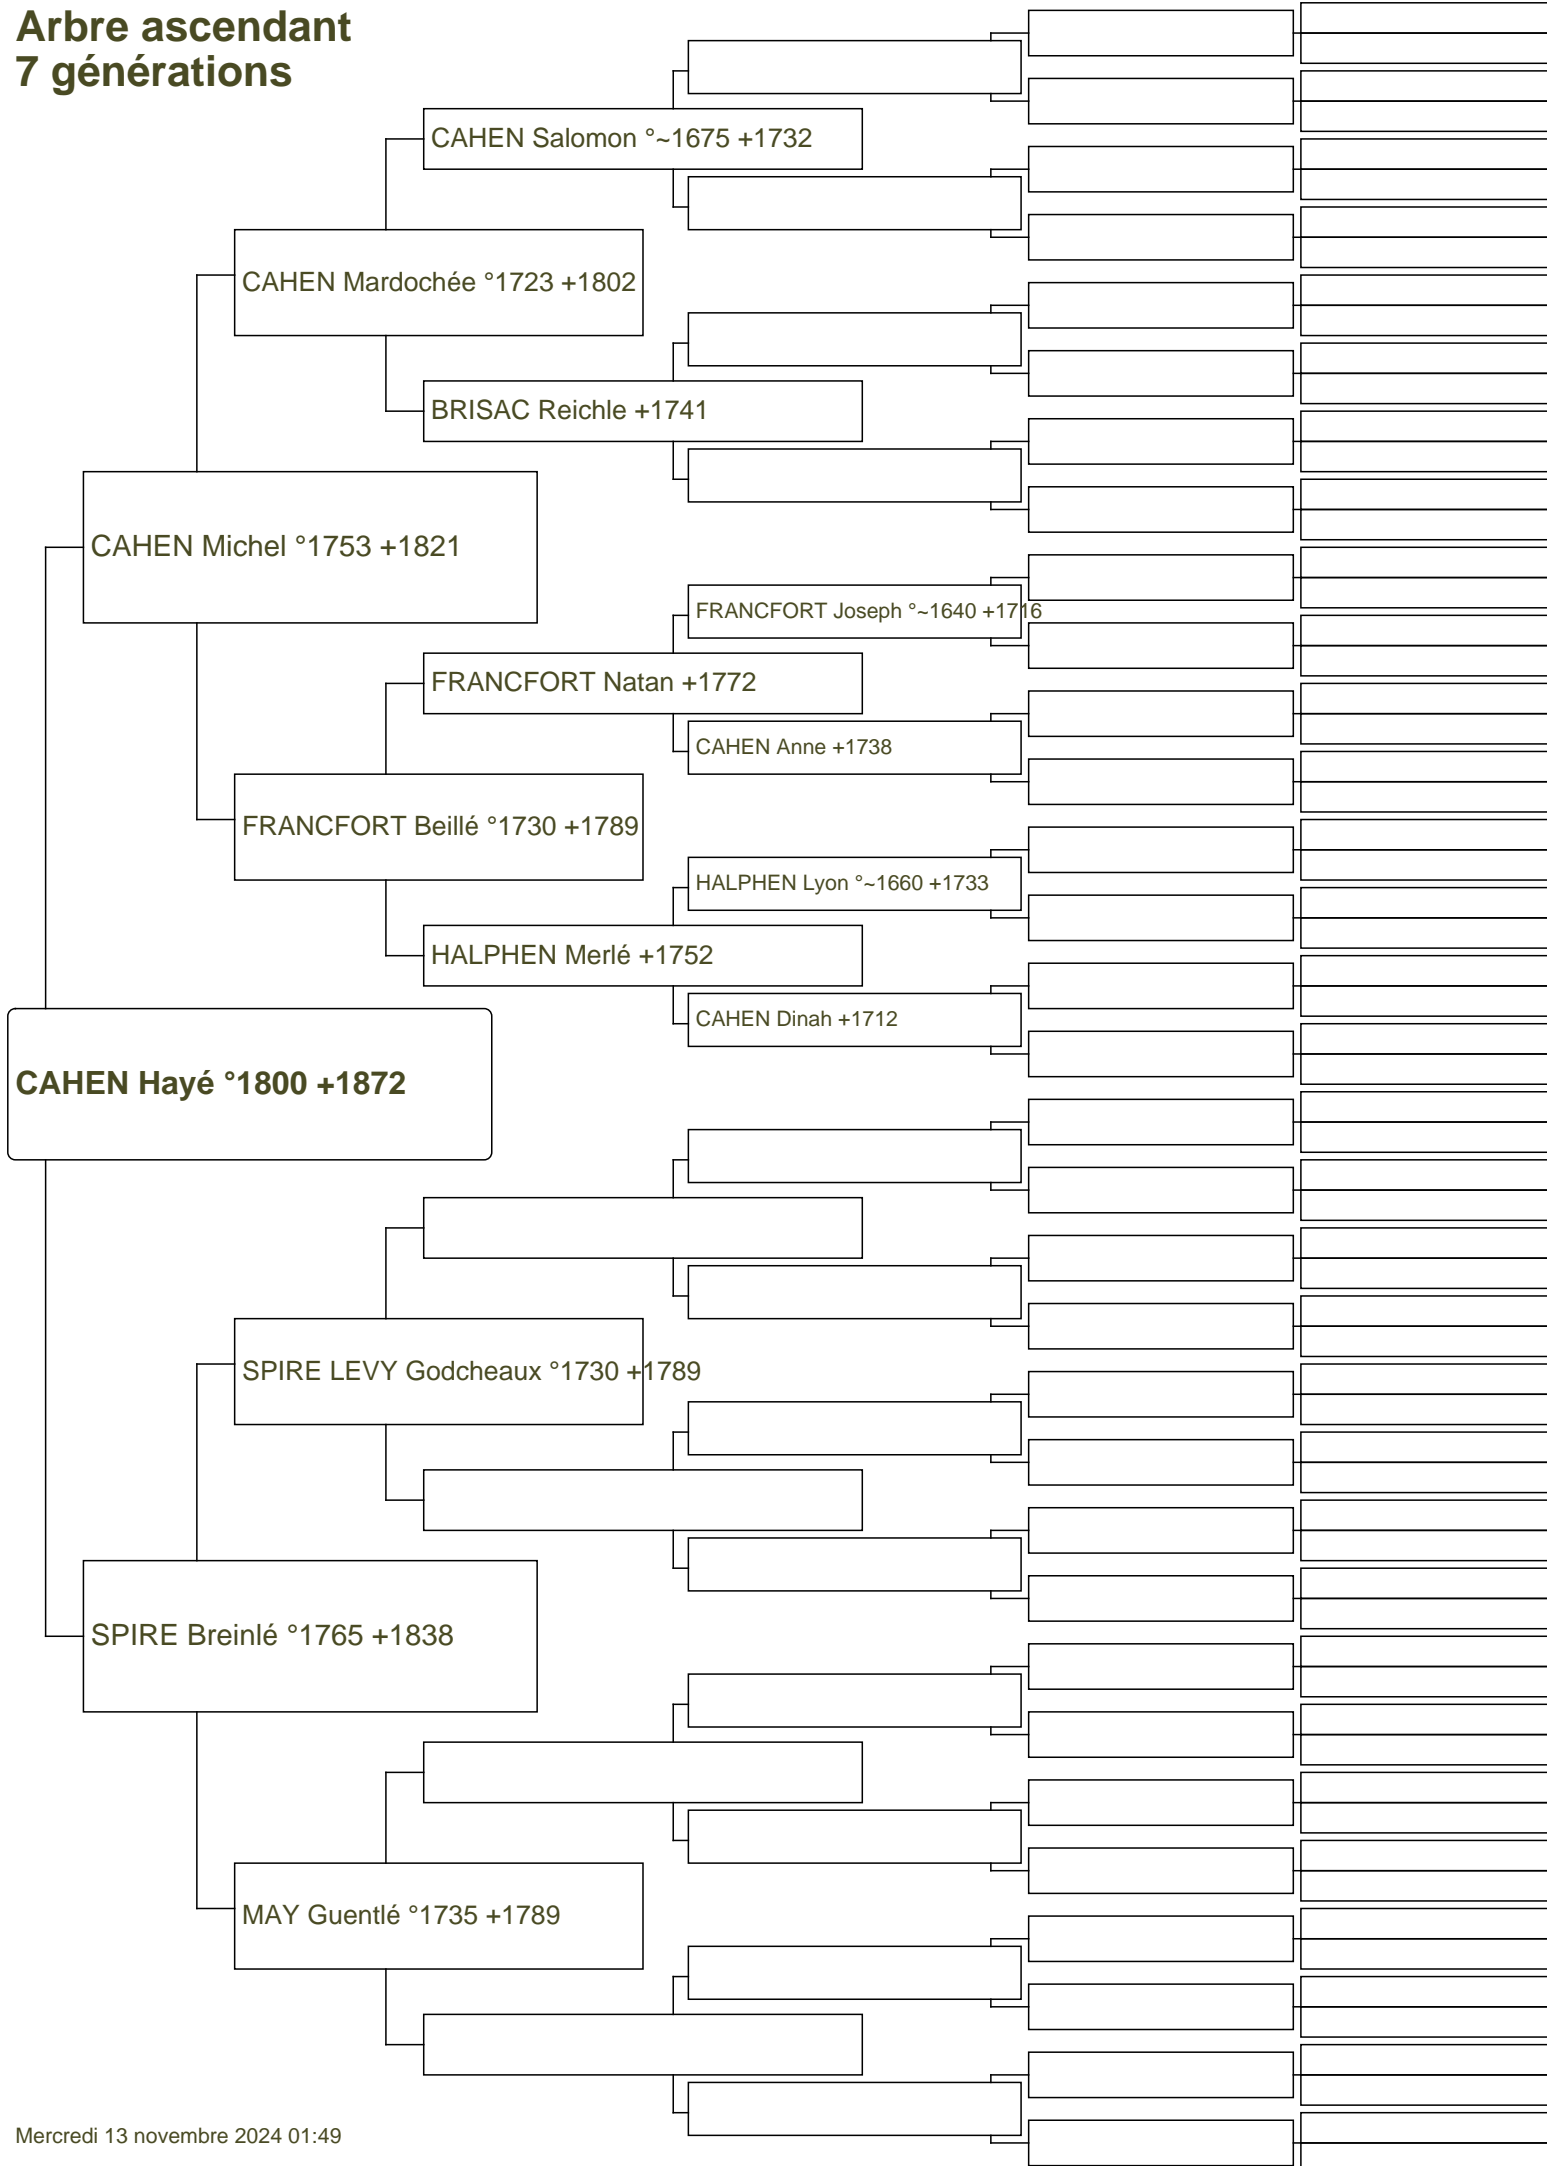 Arbre ascendant
7 générations
CAHEN Salomon °~1675 +1732
CAHEN Mardochée °1723 +1802
BRISAC Reichle +1741
CAHEN Michel °1753 +1821
FRANCFORT Joseph °~1640 +1716
FRANCFORT Natan +1772
CAHEN Anne +1738
FRANCFORT Beillé °1730 +1789
HALPHEN Lyon °~1660 +1733
HALPHEN Merlé +1752
CAHEN Dinah +1712
CAHEN Hayé °1800 +1872
SPIRE LEVY Godcheaux °1730 +1789
SPIRE Breinlé °1765 +1838
MAY Guentlé °1735 +1789
Mercredi 13 novembre 2024 01:49